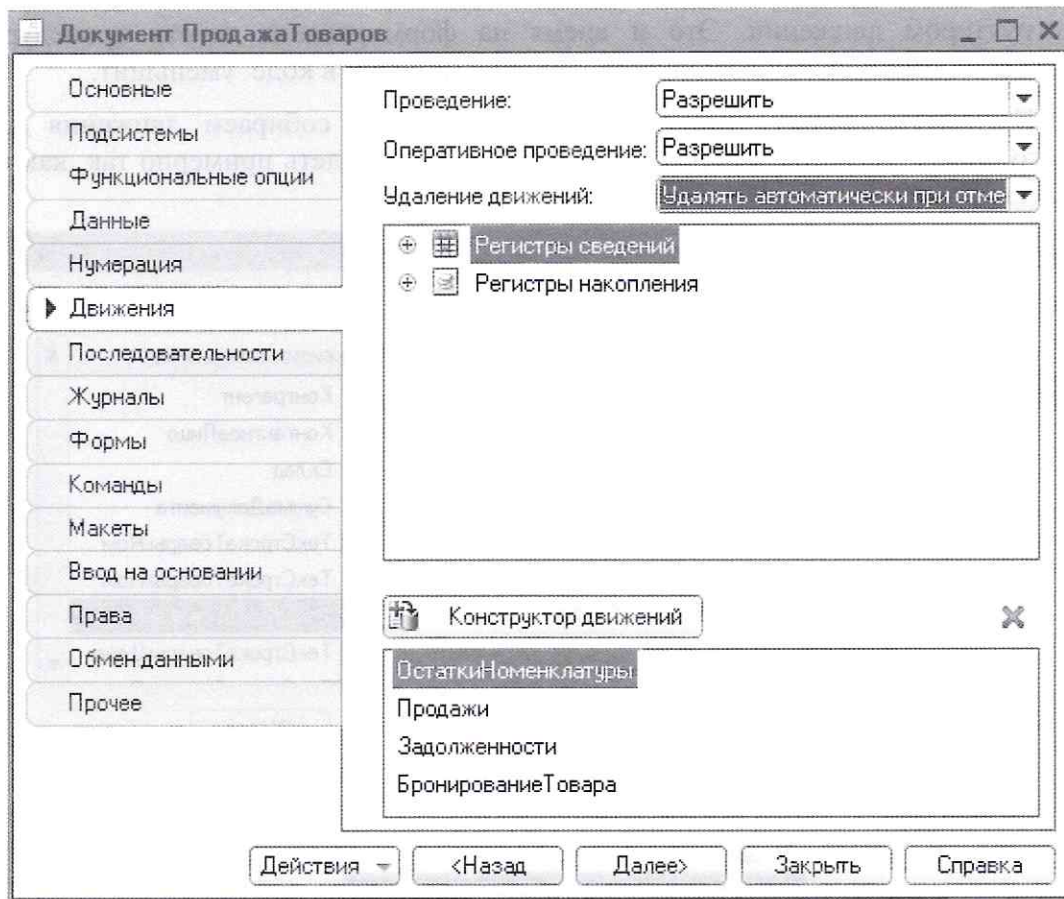 Документ ПродажаТоваров
Основные
Подсистемы
Функциональные опции
Данные
Нумерация
Движения
Последовательности
Журналы
Формы
Команды
Макеты
Ввод на основании
Права
Обмен данными
Прочее
Проведение: Разрешить
Оперативное проведение: Разрешить
Удаление движений: Удалять автоматически при отме
Регистры сведений
Регистры накопления
Конструктор движений
ОстаткиНоменклатуры
Продажи
Задолженности
БронированиеТовара
Действия <Назад Далее> Закрыть Справка